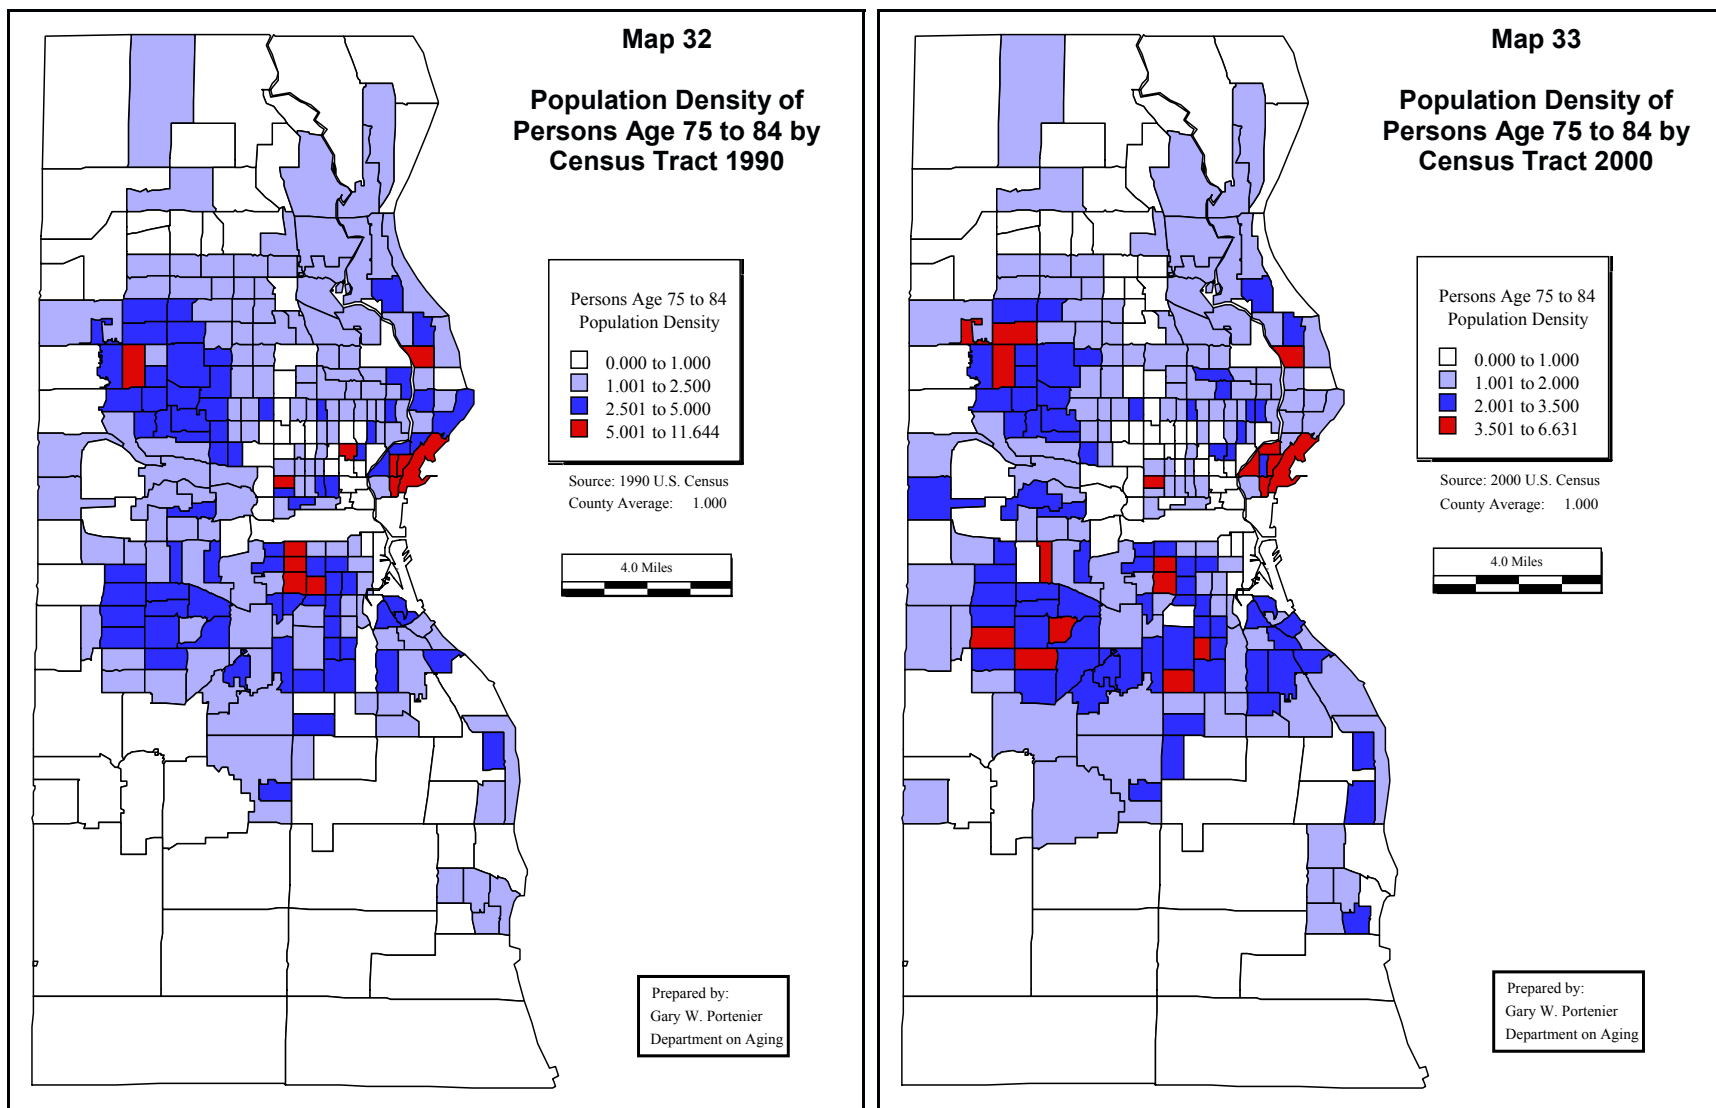 Map 32
Population Density of
Persons Age 75 to 84 by
Census Tract 1990
Persons Age 75 to 84
Population Density
0.000 to 1.000
1.001 to 2.500
2.501 to 5.000
5.001 to 11.644
Source: 1990 U.S. Census
County Average: 1.000
4.0 Miles
Prepared by:
Gary W. Portenier
Department on Aging
Map 33
Population Density of
Persons Age 75 to 84 by
Census Tract 2000
Persons Age 75 to 84
Population Density
0.000 to 1.000
1.001 to 2.000
2.001 to 3.500
3.501 to 6.631
Source: 2000 U.S. Census
County Average: 1.000
4.0 Miles
Prepared by:
Gary W. Portenier
Department on Aging